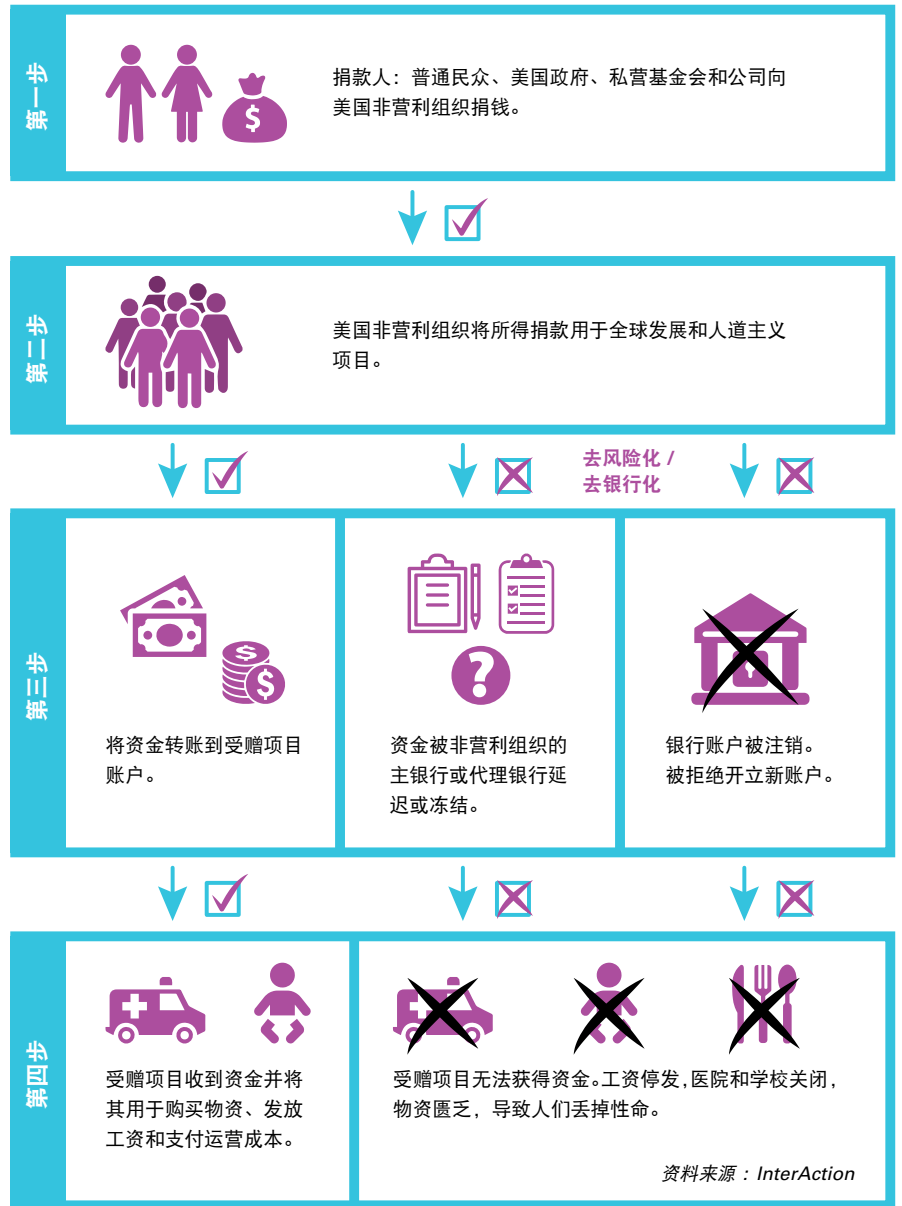 第一步
捐款人：普通民众、美国政府、私营基金会和公司向
美国非营利组织捐钱。
$
第二步
美国非营利组织将所得捐款用于全球发展和人道主义
项目。
去风险化 /
去银行化
第三步
$
$
?
将资金转账到受赠项目
账户。
资金被非营利组织的
主银行或代理银行延
迟或冻结。
银行账户被注销。
被拒绝开立新账户。
第四步
受赠项目收到资金并将
其用于购买物资、发放
工资和支付运营成本。
受赠项目无法获得资金。工资停发，医院和学校关闭，
物资匮乏，导致人们丢掉性命。
资料来源：InterAction